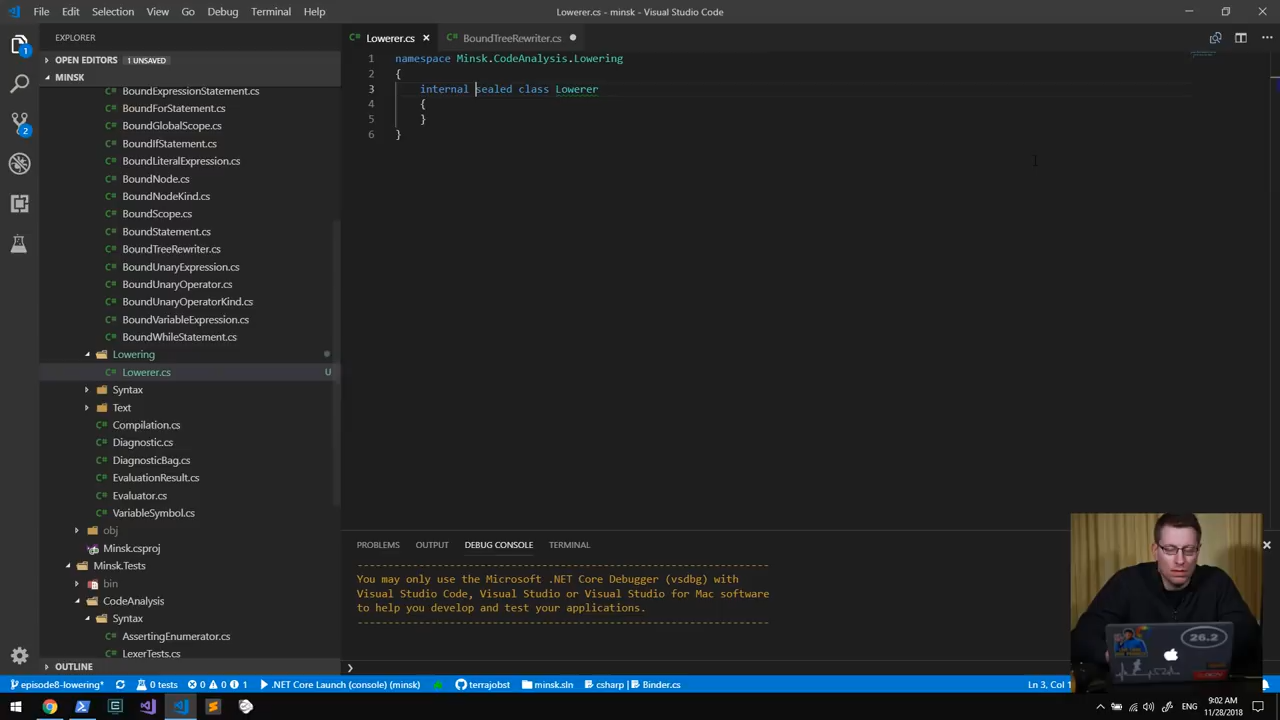 File Edit Selection View Go Debug Terminal Help
Lowerer.cs - minsk - Visual Studio Code
EXPLORER
OPEN EDITORS 1 UNSAVED
MINSK
BoundExpressionStatement.cs
BoundForStatement.cs
BoundGlobalScope.cs
BoundIfStatement.cs
BoundLiteralExpression.cs
BoundNode.cs
BoundNodeKind.cs
BoundScope.cs
BoundStatement.cs
BoundTreeRewriter.cs
BoundUnaryExpression.cs
BoundUnaryOperator.cs
BoundUnaryOperatorKind.cs
BoundVariableExpression.cs
BoundWhileStatement.cs
Lowering
Lowerer.cs U
Syntax
Text
Compilation.cs
Diagnostic.cs
DiagnosticBag.cs
EvaluationResult.cs
Evaluator.cs
VariableSymbol.cs
obj
Minsk.csproj
Minsk.Tests
bin
CodeAnalysis
Syntax
AssertingEnumerator.cs
LexerTests.cs
OUTLINE
Lowerer.cs BoundTreeRewriter.cs
1 namespace Minsk.CodeAnalysis.Lowering
2 {
3 internal sealed class Lowerer
4 {
5 }
6 }
PROBLEMS OUTPUT DEBUG CONSOLE TERMINAL
You may only use the Microsoft .NET Core Debugger (vsdbg) with
Visual Studio Code, Visual Studio or Visual Studio for Mac software
to help you develop and test your applications.
26.2
episode8-lowering* 0 tests 0 0 1 .NET Core Launch (console) (minsk) terrajobst minsk.sln csharp | Binder.cs Ln 3, Col 1
ENG 9:02 AM
11/28/2018